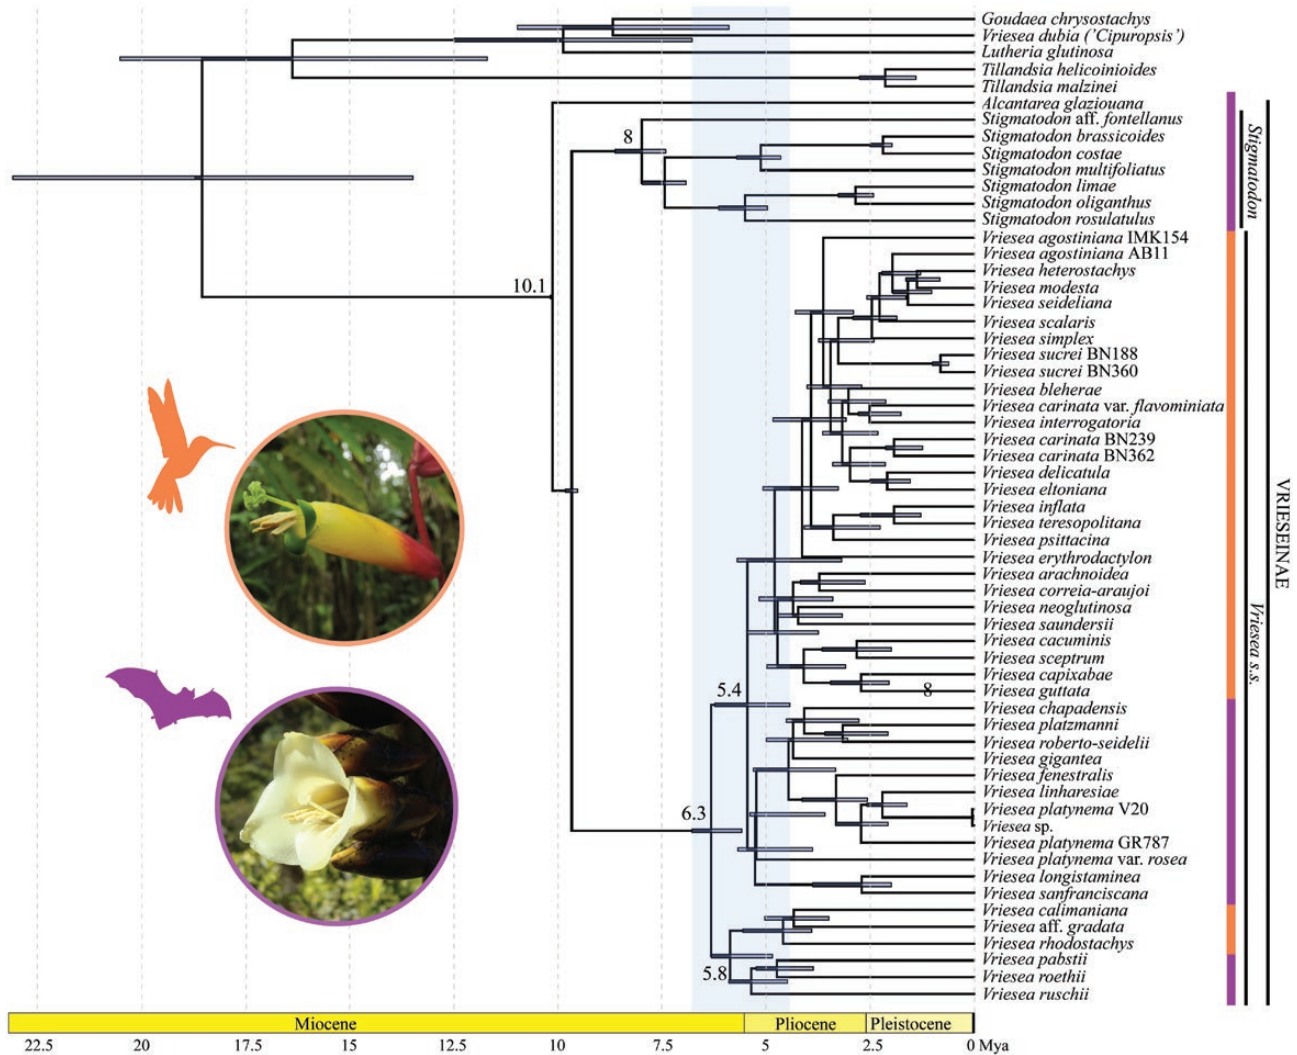 Goudaea chrysostachys
Vriesea dubia ('Cipuropsis')
Lutheria glutinosa
Tillandsia helicoinioides
Tillandsia malzinei
Alcantarea glaziouana
Stigmatodon aff. fontellanus
Stigmatodon brassicoides
Stigmatodon costae
Stigmatodon multifoliatus
Stigmatodon limae
Stigmatodon oliganthus
Stigmatodon rosulatulus
Vriesea agostiniana IMK154
Vriesea agostiniana AB11
Vriesea heterostachys
Vriesea modesta
Vriesea seideliana
Vriesea scalaris
Vriesea simplex
Vriesea sucrei BN188
Vriesea sucrei BN360
Vriesea bleherae
Vriesea carinata var. flavominiata
Vriesea interrogatoria
Vriesea carinata BN239
Vriesea carinata BN362
Vriesea delicatula
Vriesea eltoniana
Vriesea inflata
Vriesea teresopolitana
Vriesea psittacina
Vriesea erythrodactylon
Vriesea arachnoidea
Vriesea correia-araujoi
Vriesea neoglutinosa
Vriesea saundersii
Vriesea cacuminis
Vriesea sceptrum
Vriesea capixabae
Vriesea guttata
Vriesea chapadensis
Vriesea platzmanni
Vriesea roberto-seidelii
Vriesea gigantea
Vriesea fenestralis
Vriesea linharesiae
Vriesea platynema V20
Vriesea sp.
Vriesea platynema GR787
Vriesea platynema var. rosea
Vriesea longistaminea
Vriesea sanfranciscana
Vriesea calimaniana
Vriesea aff. gradata
Vriesea rhodostachys
Vriesea pabstii
Vriesea roethii
Vriesea ruschii
8
10.1
8
5.4
6.3
5.8
Stigmatodon
Vriesea s.s.
VRIESEINAE
Miocene Pliocene Pleistocene
22.5 20 17.5 15 12.5 10 7.5 5 2.5 0 Mya